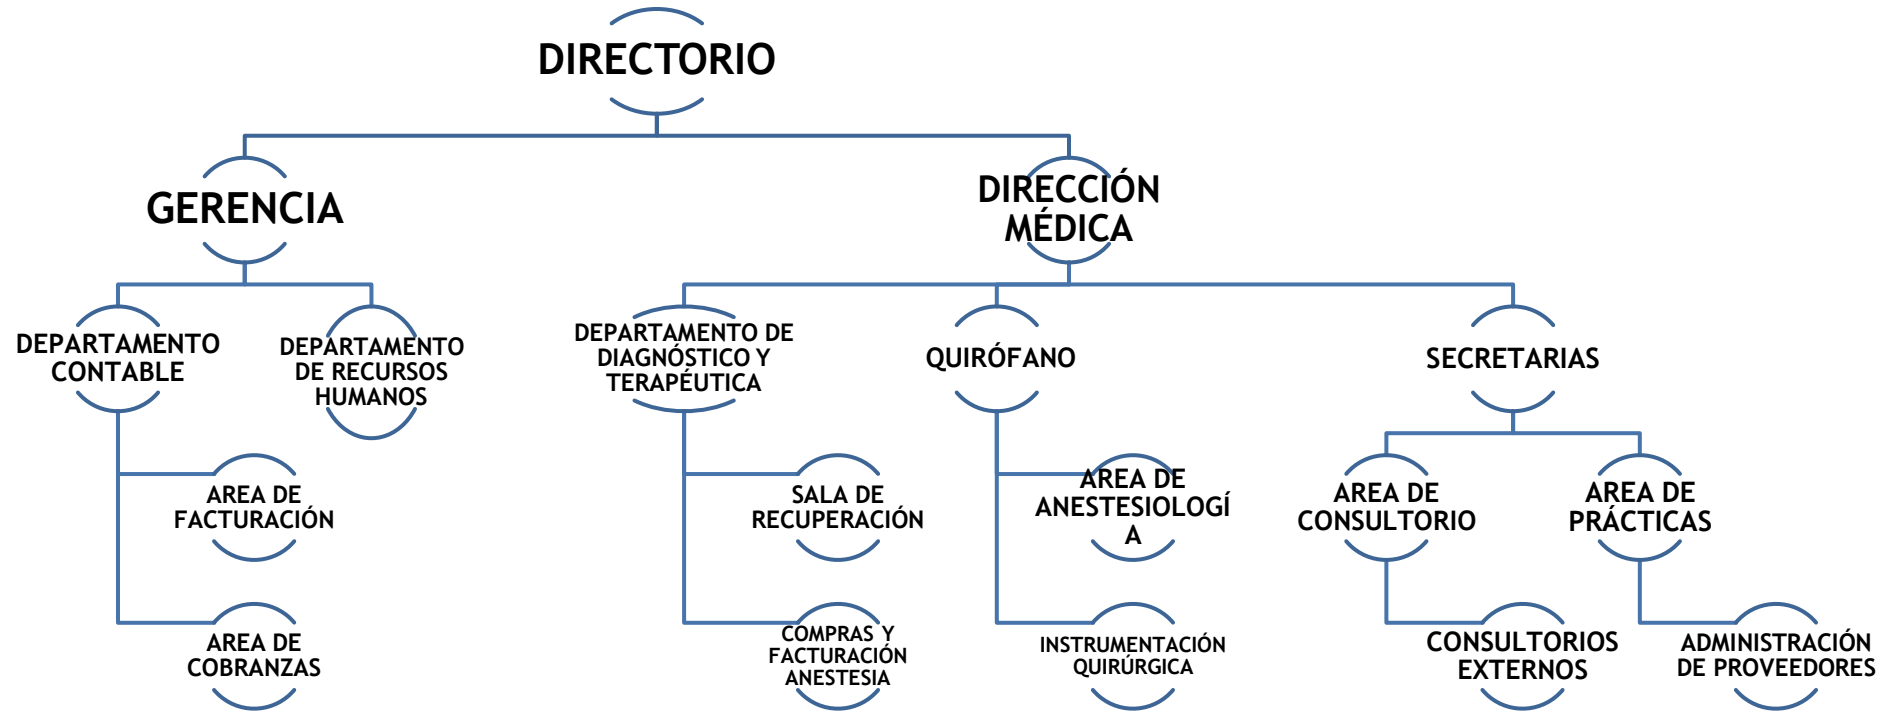 DIRECTORIO
GERENCIA
DIRECCIÓN
MÉDICA
DEPARTAMENTO
CONTABLE
DEPARTAMENTO
DE RECURSOS
HUMANOS
DEPARTAMENTO DE
DIAGNÓSTICO Y
TERAPÉUTICA
QUIRÓFANO
SECRETARIAS
AREA DE
FACTURACIÓN
SALA DE
RECUPERACIÓN
AREA DE
ANESTESIOLOGÍ
A
AREA DE
CONSULTORIO
AREA DE
PRÁCTICAS
AREA DE
COBRANZAS
COMPRAS Y
FACTURACIÓN
ANESTESIA
INSTRUMENTACIÓN
QUIRÚRGICA
CONSULTORIOS
EXTERNOS
ADMINISTRACIÓN
DE PROVEEDORES